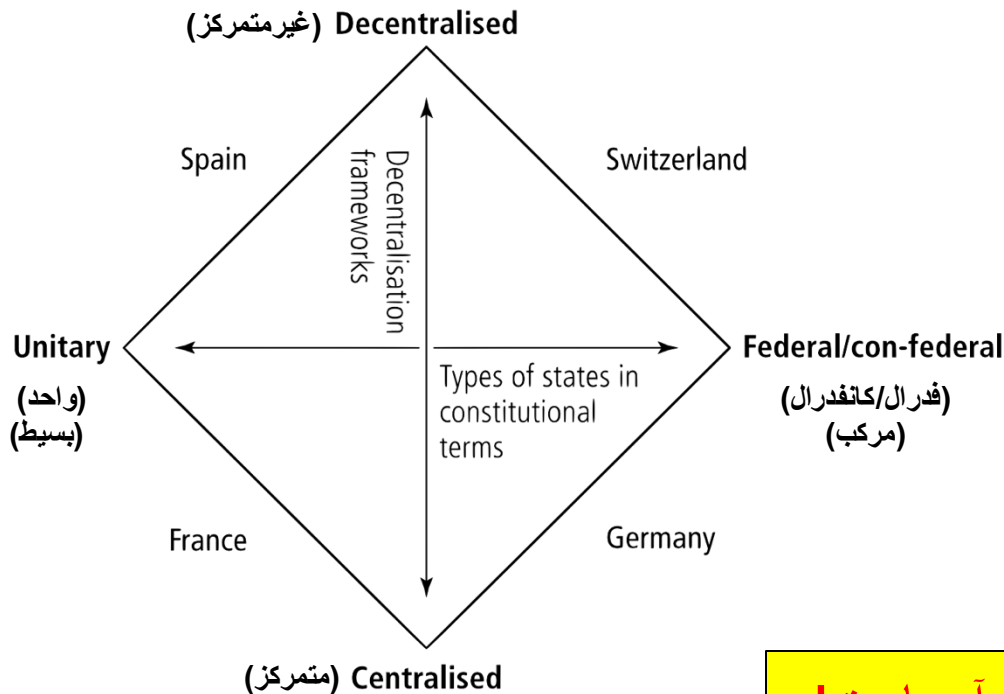 (غیرمتمرکز) Decentralised
Spain
Switzerland
Decentralisation
frameworks
Unitary
(واحد)
(بسیط)
Federal/con-federal
(فدرال/کانفدرال)
(مرکب)
Types of states in
constitutional
terms
France
Germany
(متمرکز) Centralised